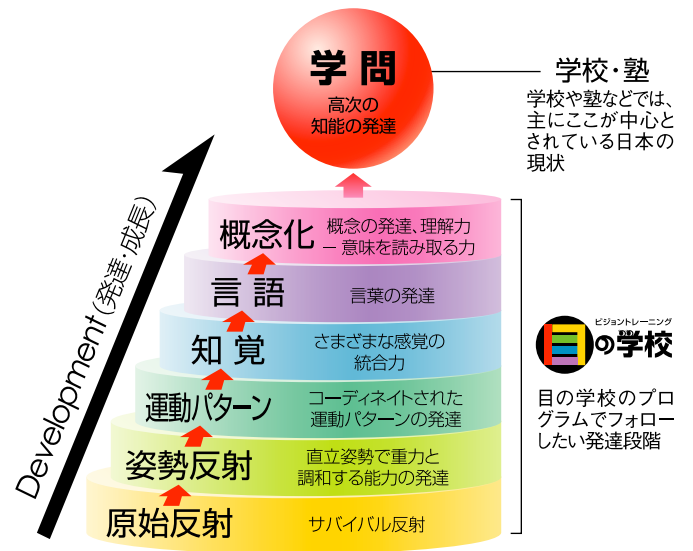 学問
高次の
知能の発達
学校・塾
学校や塾などでは、
主にここが中心と
されている日本の
現状
Development(発達・成長)
概念化
概念の発達、理解力
― 意味を読み取る力
言語
言葉の発達
知覚
さまざまな感覚の
統合力
運動パターン
コーディネイトされた
運動パターンの発達
姿勢反射
直立姿勢で重力と
調和する能力の発達
原始反射
サバイバル反射
ビジョントレーニング
目の学校
目の学校のプロ
グラムでフォロー
したい発達段階